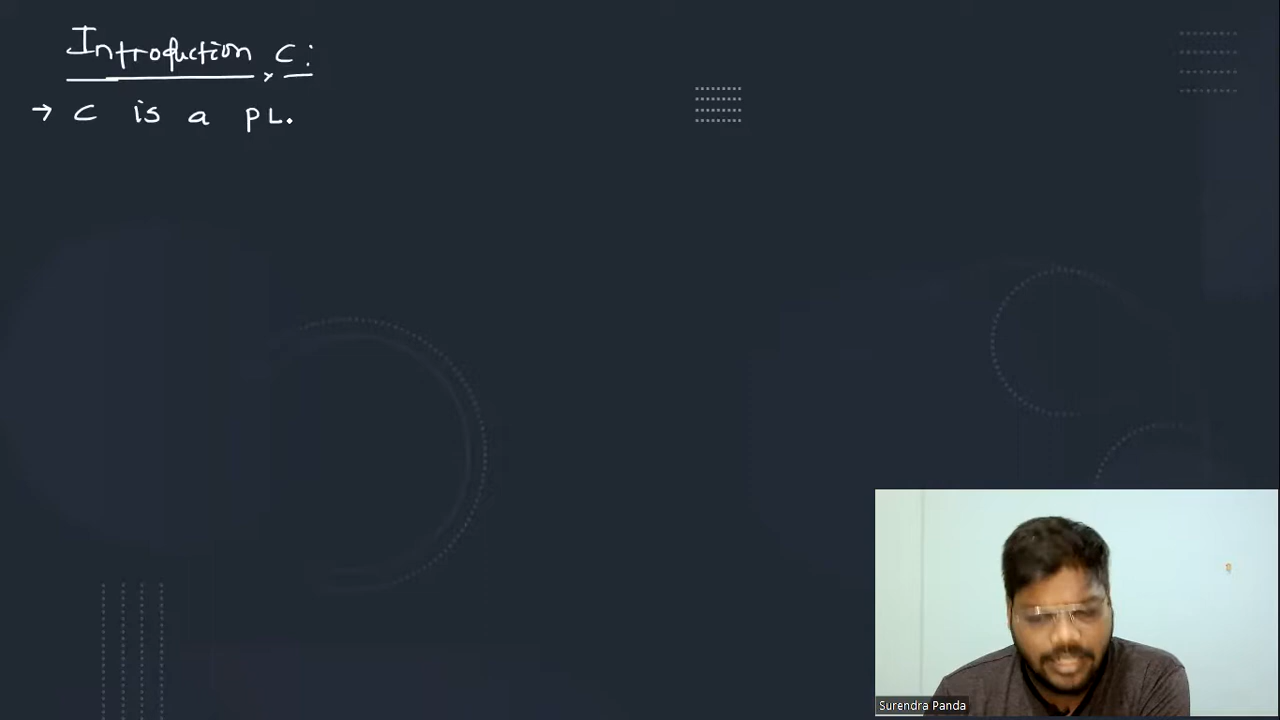 Introduction C:
→ C is a PL.
Surendra Panda